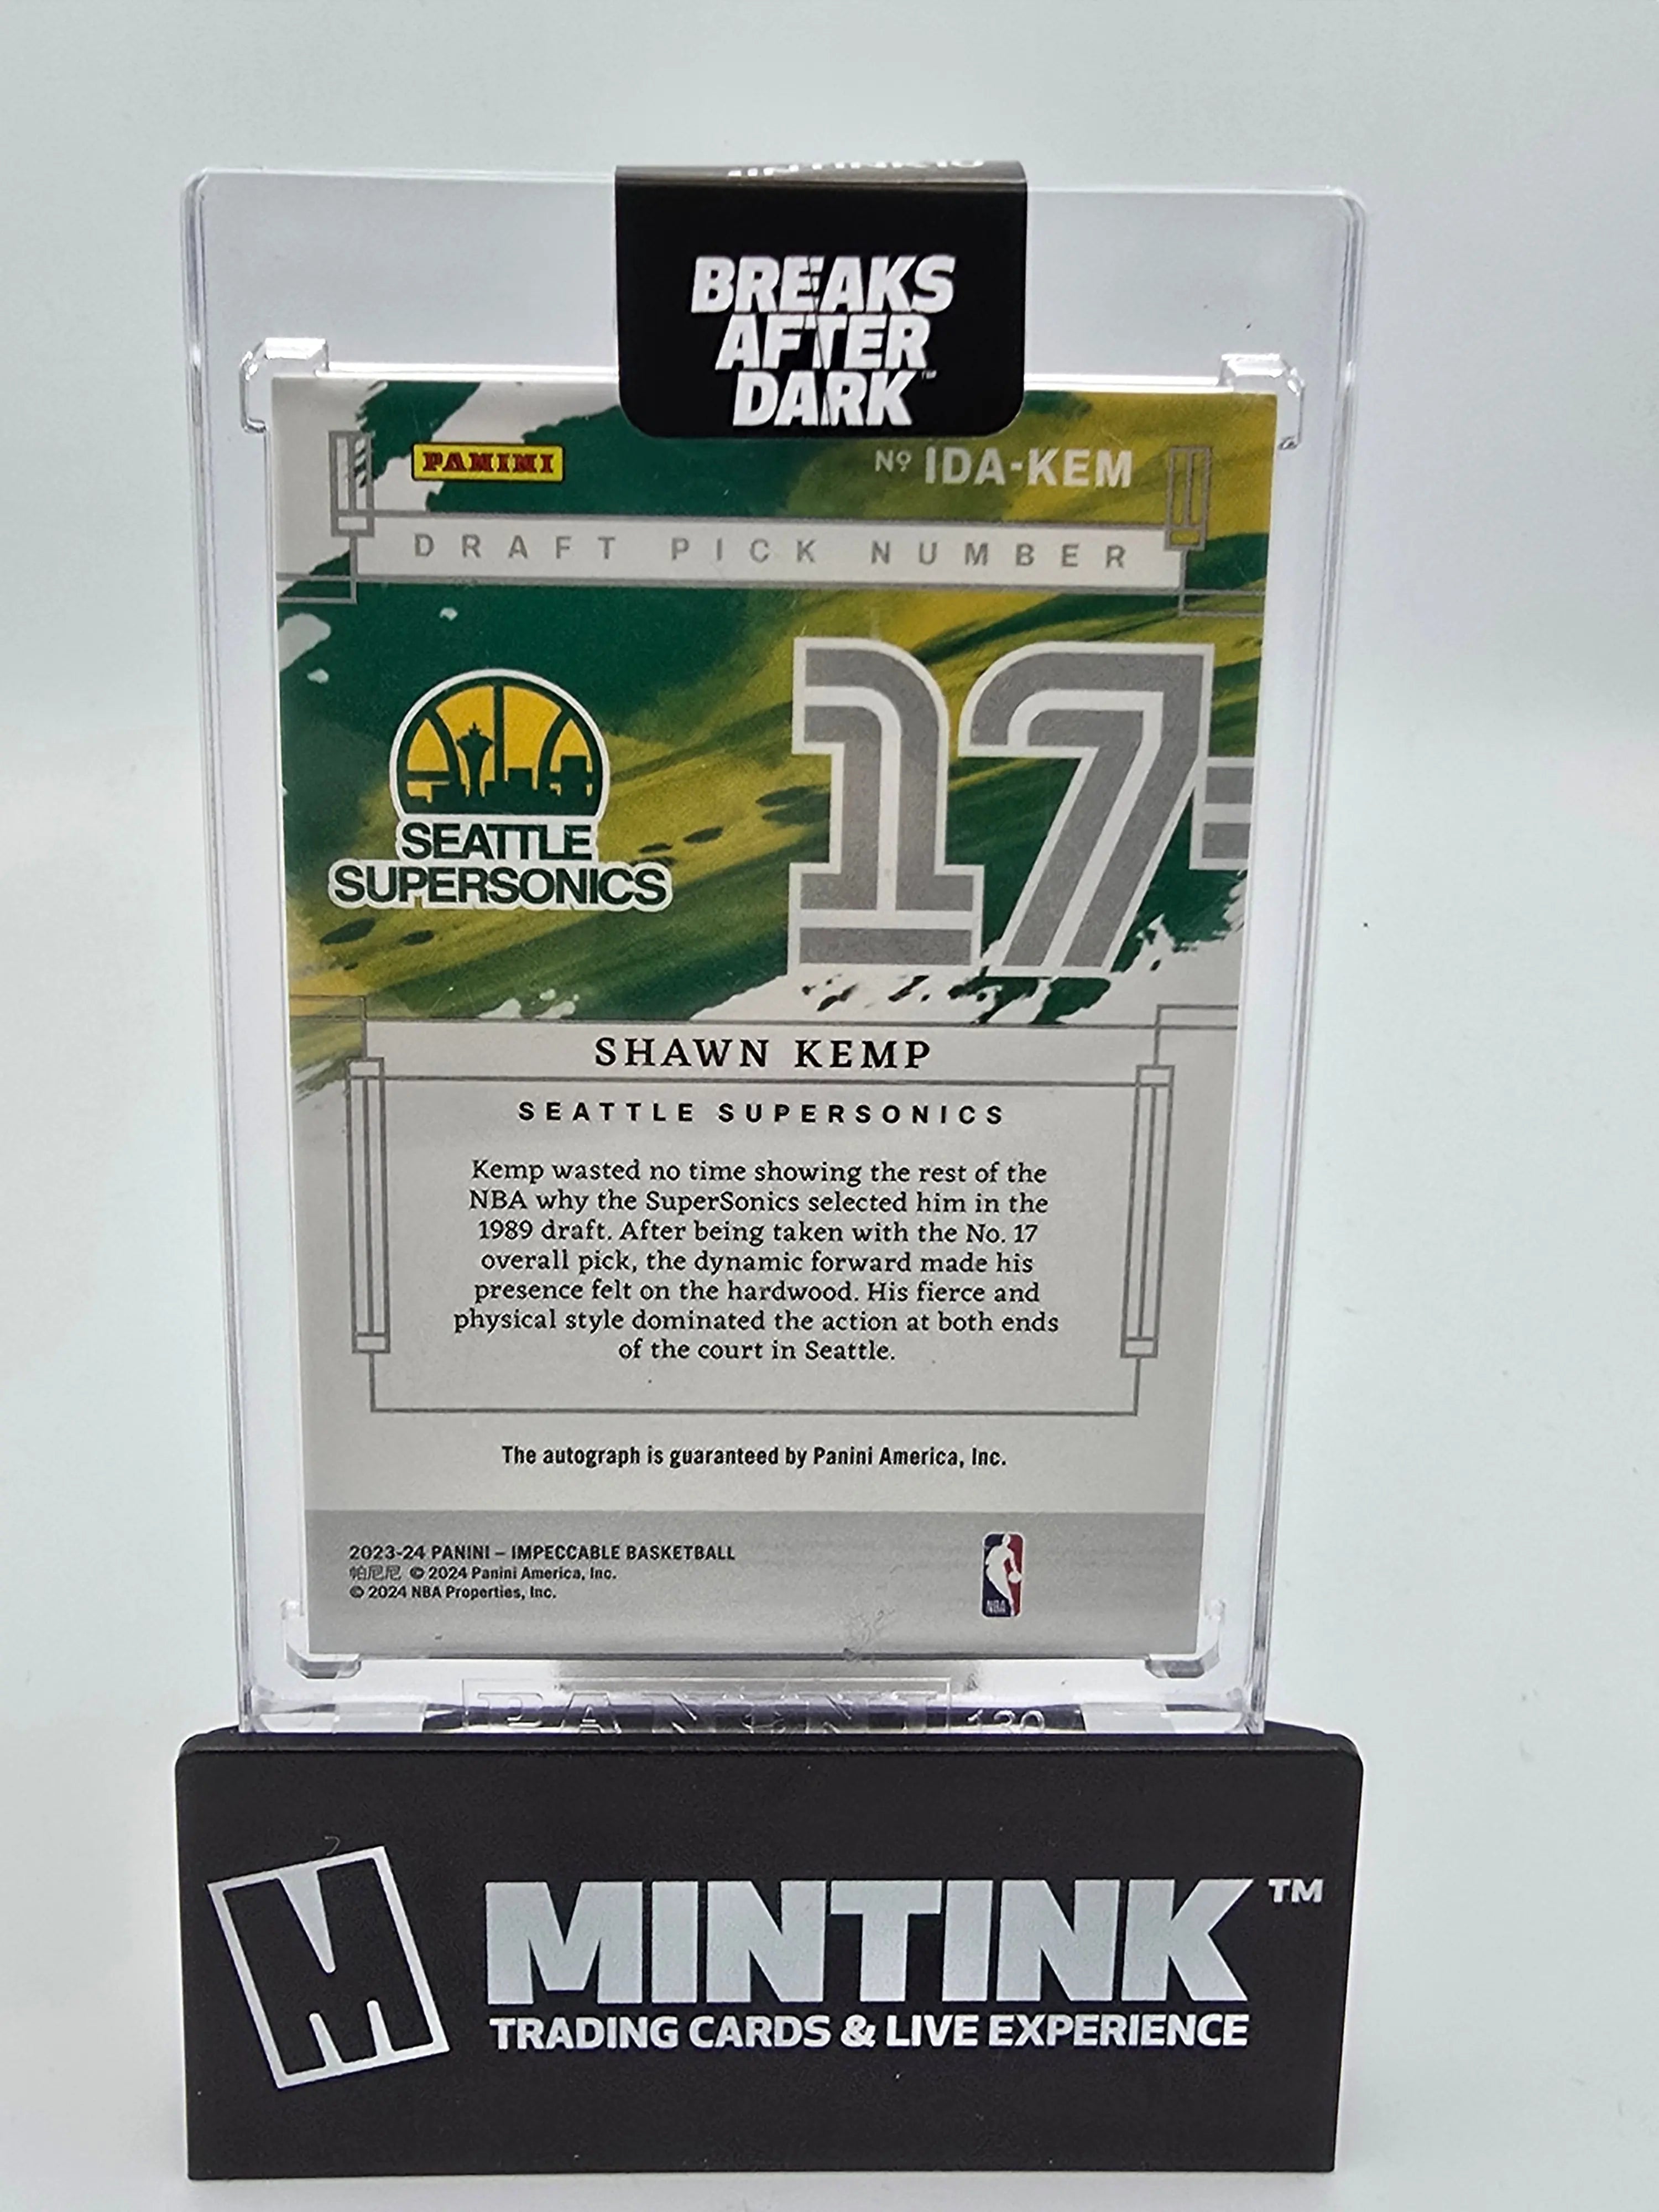 BREAKS
AFTER
DARK™
PANINI
Nº IDA-KEM
DRAFT PICK NUMBER
17
SEATTLE
SUPERSONICS
SHAWN KEMP
SEATTLE SUPERSONICS
Kemp wasted no time showing the rest of the
NBA why the SuperSonics selected him in the
1989 draft. After being taken with the No. 17
overall pick, the dynamic forward made his
presence felt on the hardwood. His fierce and
physical style dominated the action at both ends
of the court in Seattle.
The autograph is guaranteed by Panini America, Inc.
2023-24 PANINI – IMPECCABLE BASKETBALL
帕尼尼 © 2024 Panini America, Inc.
© 2024 NBA Properties, Inc.
NBA
PANINI 130
M MINTINK™
TRADING CARDS & LIVE EXPERIENCE